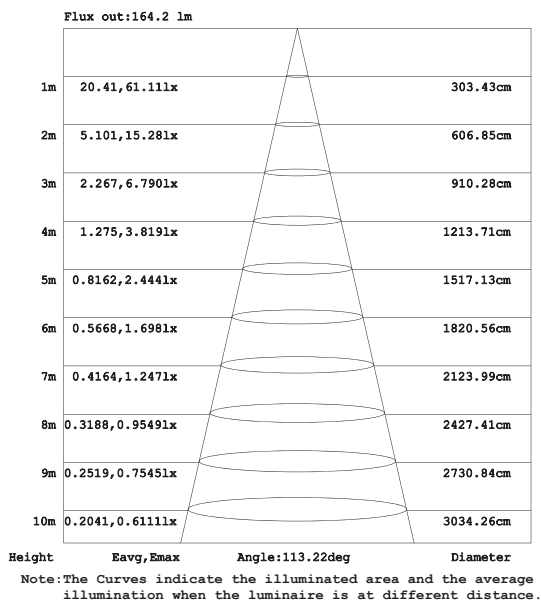 Flux out:164.2 lm
1m 20.41,61.11lx 303.43cm
2m 5.101,15.28lx 606.85cm
3m 2.267,6.790lx 910.28cm
4m 1.275,3.819lx 1213.71cm
5m 0.8162,2.444lx 1517.13cm
6m 0.5668,1.698lx 1820.56cm
7m 0.4164,1.247lx 2123.99cm
8m 0.3188,0.9549lx 2427.41cm
9m 0.2519,0.7545lx 2730.84cm
10m 0.2041,0.6111lx 3034.26cm
Height Eavg,Emax Angle:113.22deg Diameter
Note:The Curves indicate the illuminated area and the average
illumination when the luminaire is at different distance.